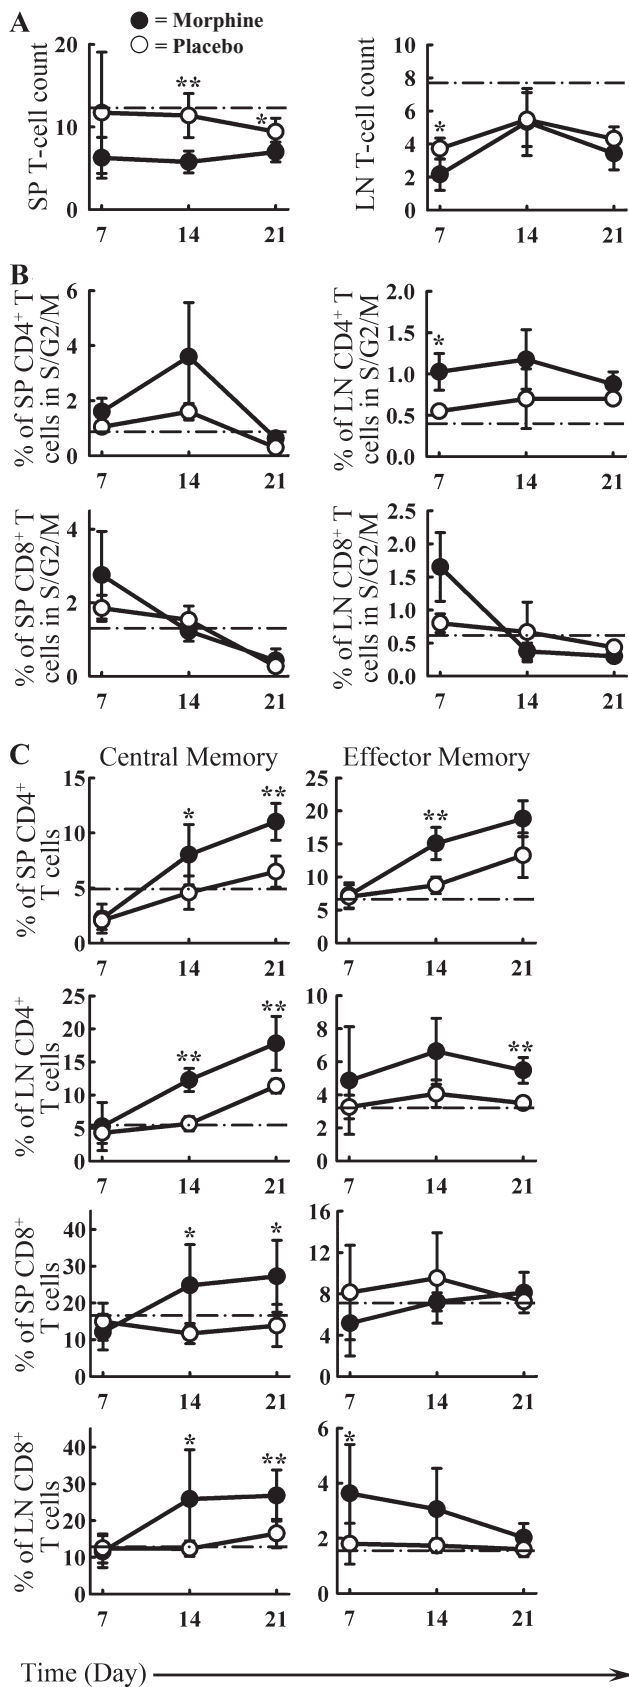 A
● = Morphine
○ = Placebo
SP T-cell count
20
10
0
**
*
7 14 21
LN T-cell count
10
8
6
4
2
0
*
7 14 21
B
% of SP CD4⁺ T
cells in S/G2/M
6
4
2
0
7 14 21
% of LN CD4⁺ T
cells in S/G2/M
2.0
1.5
1.0
0.5
0.0
*
7 14 21
% of SP CD8⁺ T
cells in S/G2/M
4
2
0
7 14 21
% of LN CD8⁺ T
cells in S/G2/M
2.5
2.0
1.5
1.0
0.5
0.0
7 14 21
C
Central Memory
Effector Memory
% of SP CD4⁺
T cells
15
10
5
0
*
**
7 14 21
25
20
15
10
5
0
**
7 14 21
% of LN CD4⁺
T cells
25
20
15
10
5
0
**
**
7 14 21
10
8
6
4
2
0
**
7 14 21
% of SP CD8⁺
T cells
40
30
20
10
0
*
*
7 14 21
16
12
8
4
0
7 14 21
% of LN CD8⁺
T cells
40
30
20
10
0
*
**
7 14 21
6
4
2
0
*
7 14 21
Time (Day)